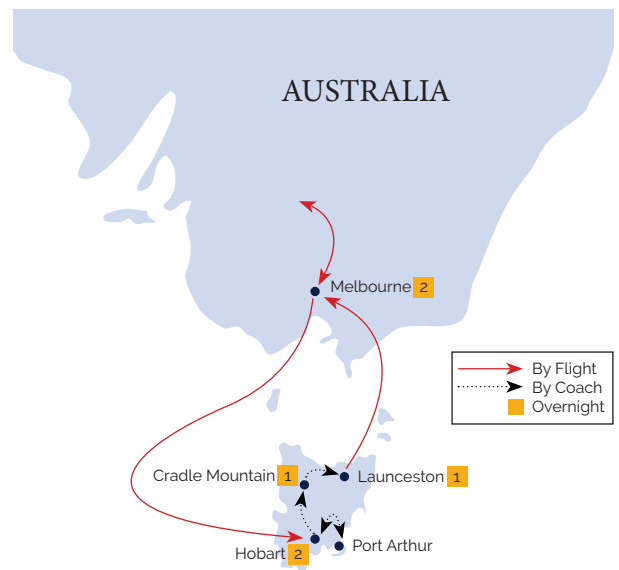 AUSTRALIA
Melbourne 2
By Flight
By Coach
Overnight
Cradle Mountain 1
Launceston 1
Hobart 2
Port Arthur